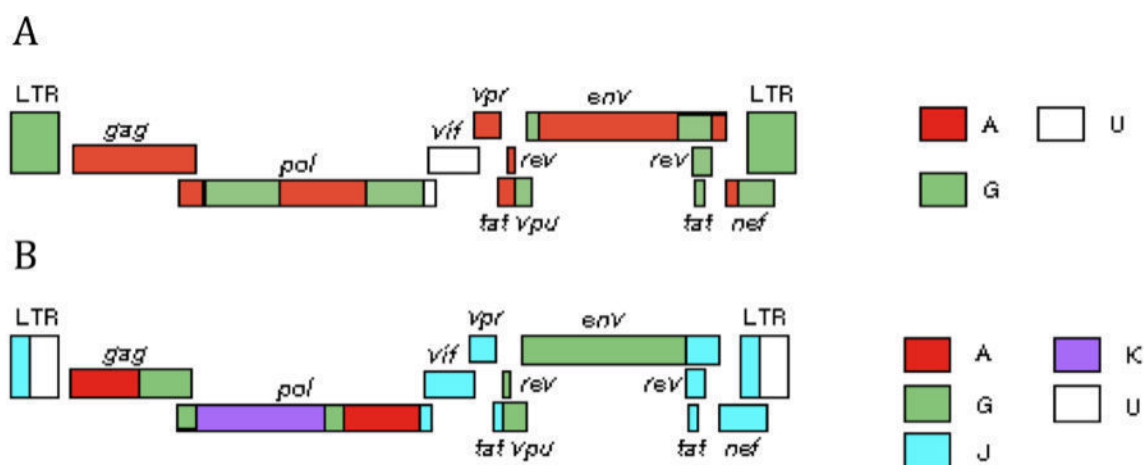 A
LTR vpr env LTR
gag vif
A U
pol rev rev
G
tat vpu tat nef
B
LTR vpr env LTR
gag vif
A K
pol rev rev
G U
tat vpu tat nef
J